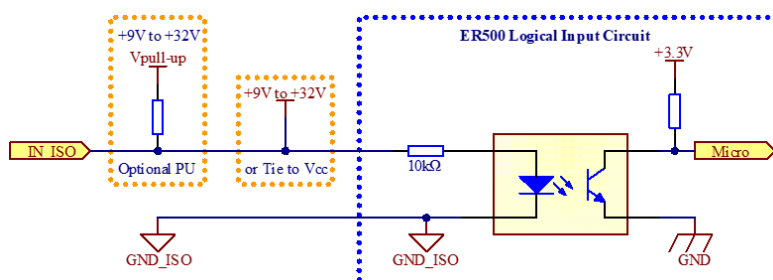 +9V to +32V
Vpull-up
ER500 Logical Input Circuit
+3.3V
+9V to +32V
IN_ISO
Optional PU
or Tie to Vcc
10kΩ
Micro
GND_ISO
GND_ISO
GND